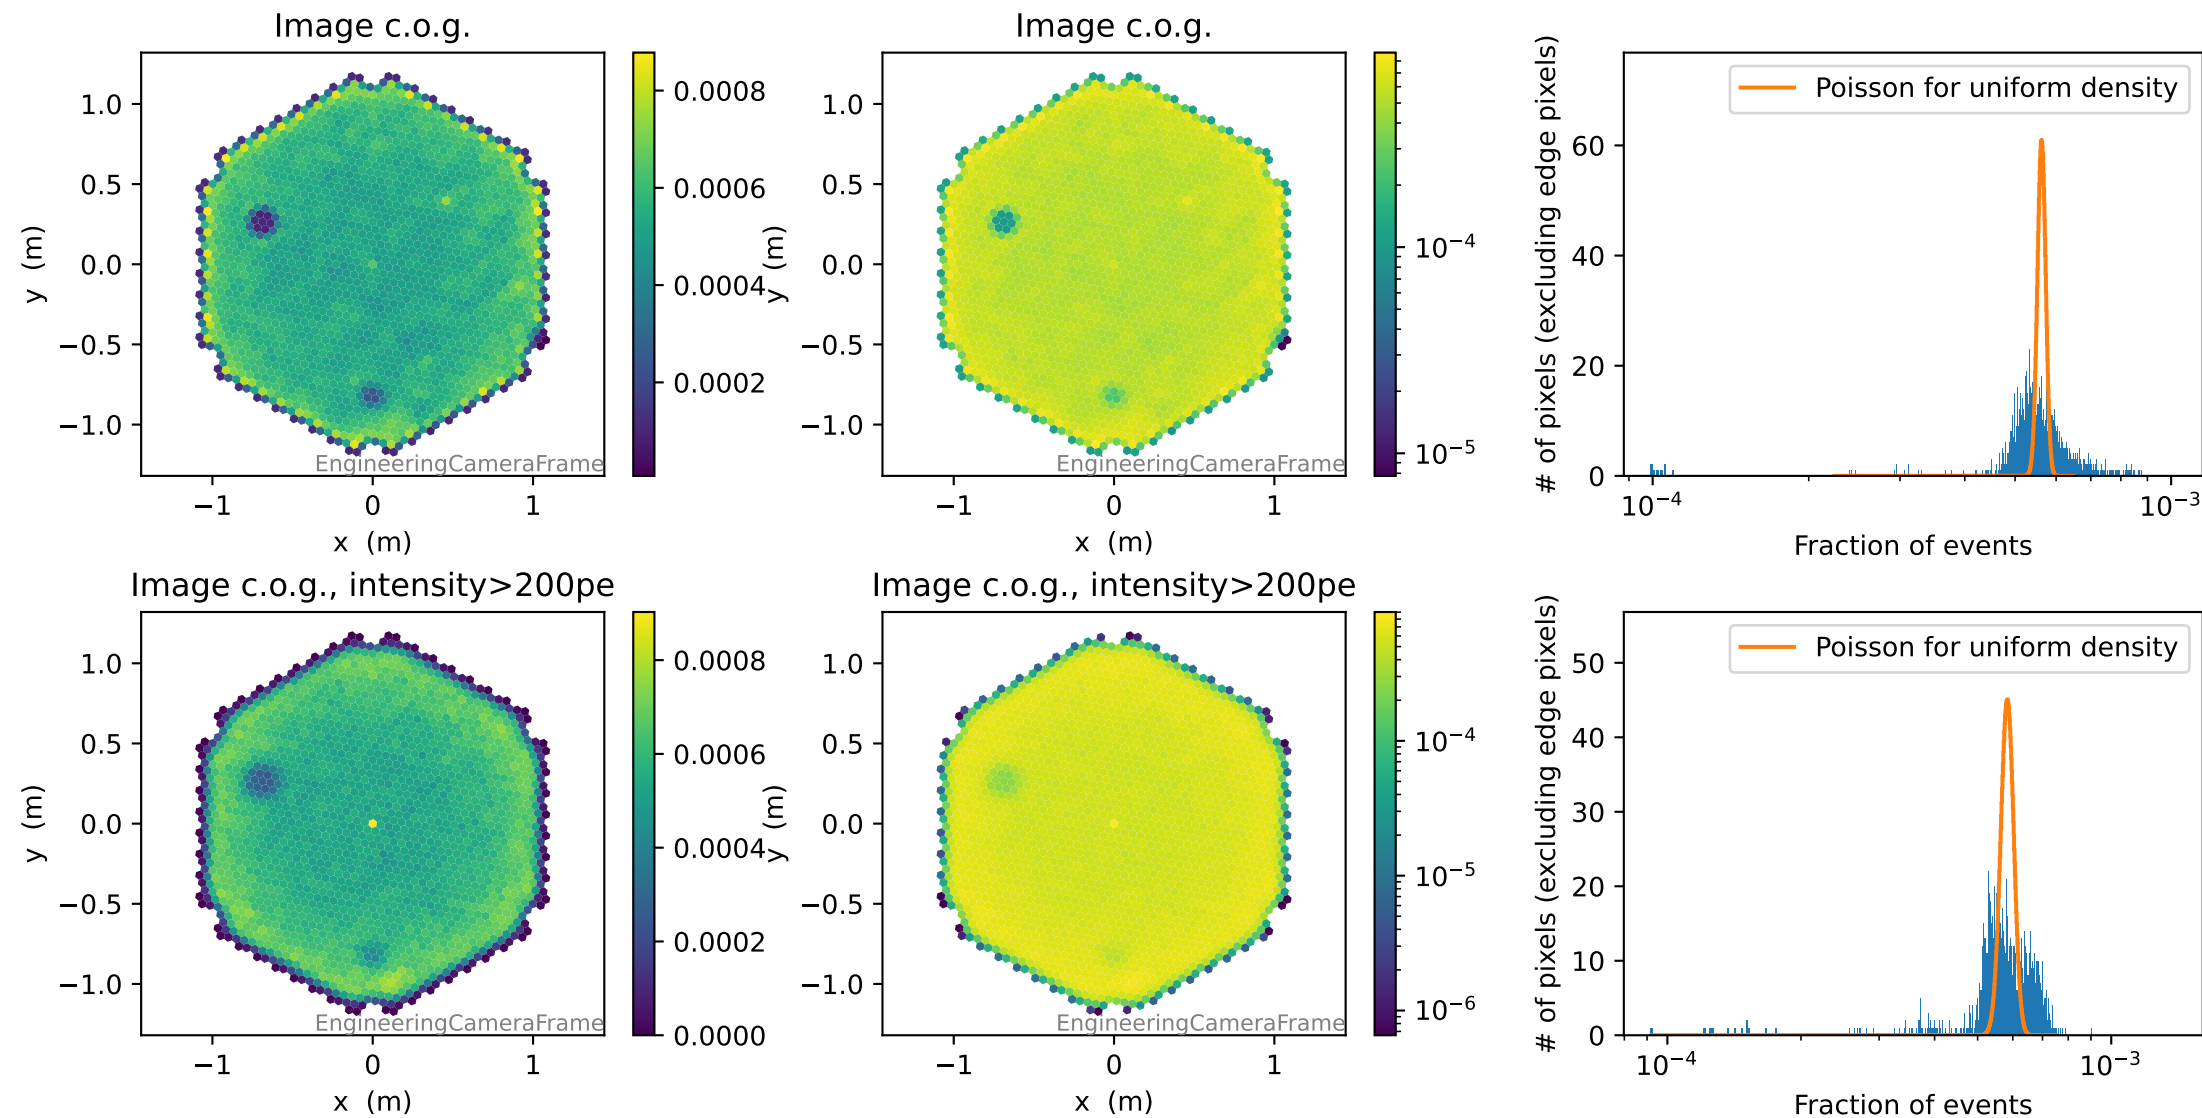 Image c.o.g.
1.0
0.5
0.0
−0.5
−1.0
y (m)
−1
0
1
x (m)
EngineeringCameraFrame
0.0008
0.0006
0.0004
0.0002
Image c.o.g.
1.0
0.5
0.0
−0.5
−1.0
y (m)
−1
0
1
x (m)
EngineeringCameraFrame
10⁻⁴
10⁻⁵
Poisson for uniform density
# of pixels (excluding edge pixels)
60
40
20
0
10⁻⁴
10⁻³
Fraction of events
Image c.o.g., intensity>200pe
1.0
0.5
0.0
−0.5
−1.0
y (m)
−1
0
1
x (m)
EngineeringCameraFrame
0.0008
0.0006
0.0004
0.0002
0.0000
Image c.o.g., intensity>200pe
1.0
0.5
0.0
−0.5
−1.0
y (m)
−1
0
1
x (m)
EngineeringCameraFrame
10⁻⁴
10⁻⁵
10⁻⁶
Poisson for uniform density
# of pixels (excluding edge pixels)
50
40
30
20
10
0
10⁻⁴
10⁻³
Fraction of events